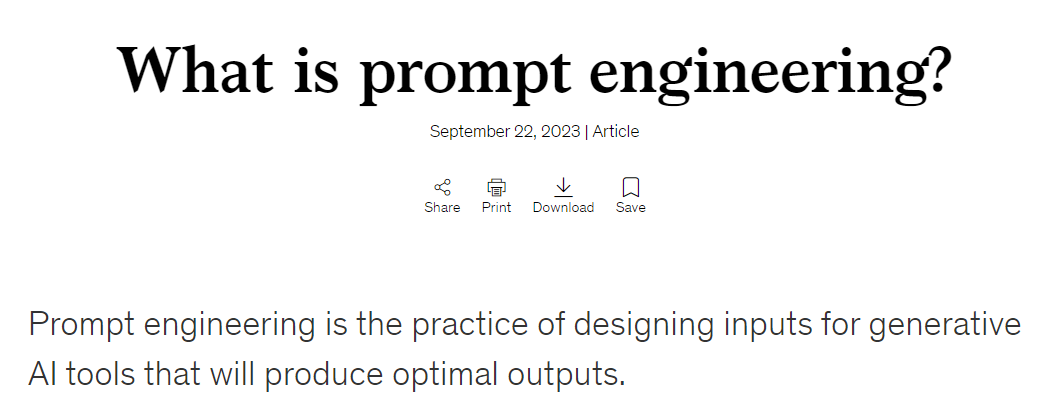 What is prompt engineering?
September 22, 2023 | Article
Share Print Download Save
Prompt engineering is the practice of designing inputs for generative
AI tools that will produce optimal outputs.